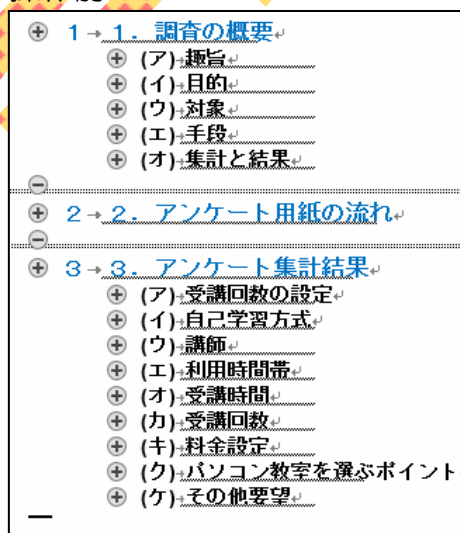 1→1. 調査の概要
(ア)趣旨
(イ)目的
(ウ)対象
(エ)手段
(オ)集計と結果
2→2. アンケート用紙の流れ
3→3. アンケート集計結果
(ア)受講回数の設定
(イ)自己学習方式
(ウ)講師
(エ)利用時間帯
(オ)受講時間
(カ)受講回数
(キ)料金設定
(ク)パソコン教室を選ぶポイント
(ケ)その他要望